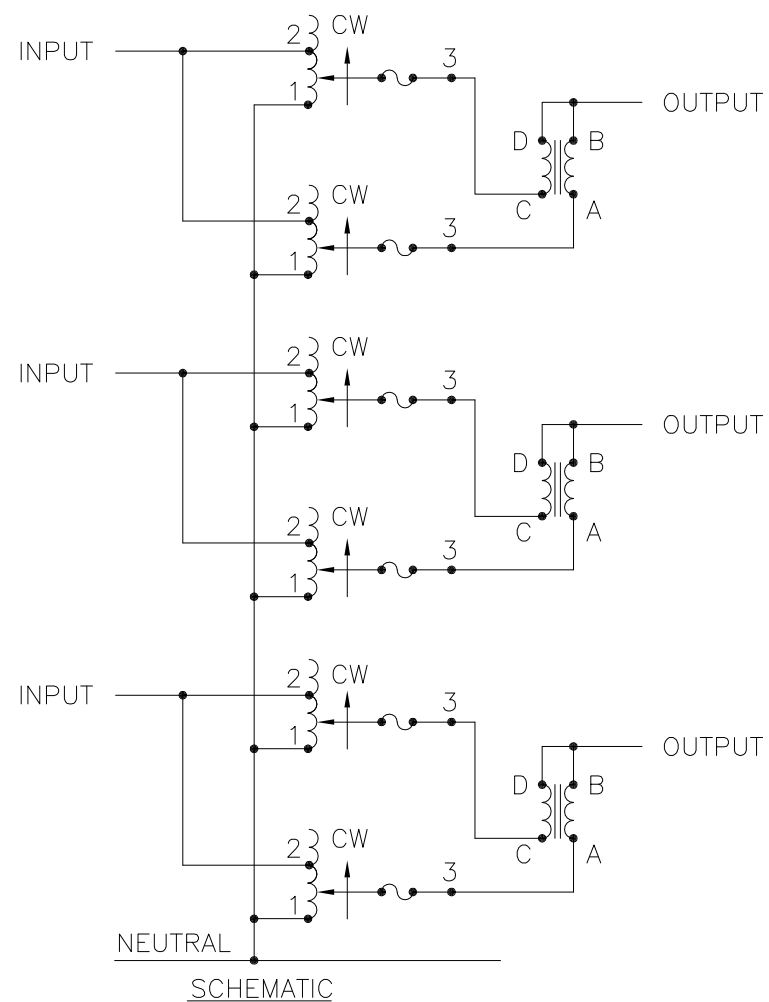 CW
INPUT 2 3
1 OUTPUT
D B
CW
2 C A
3
1
CW
INPUT 2 3
1 OUTPUT
D B
CW
2 C A
3
1
CW
INPUT 2 3
1 OUTPUT
D B
CW
2 C A
3
1
NEUTRAL
SCHEMATIC